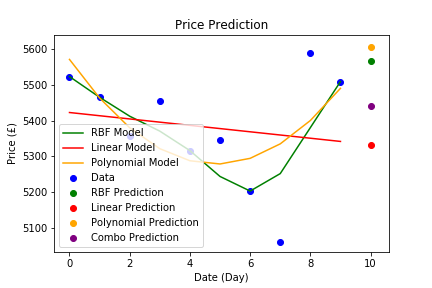 Price Prediction
Price (£)
5600
5500
5400
5300
5200
5100
RBF Model
Linear Model
Polynomial Model
Data
RBF Prediction
Linear Prediction
Polynomial Prediction
Combo Prediction
0 2 4 6 8 10
Date (Day)